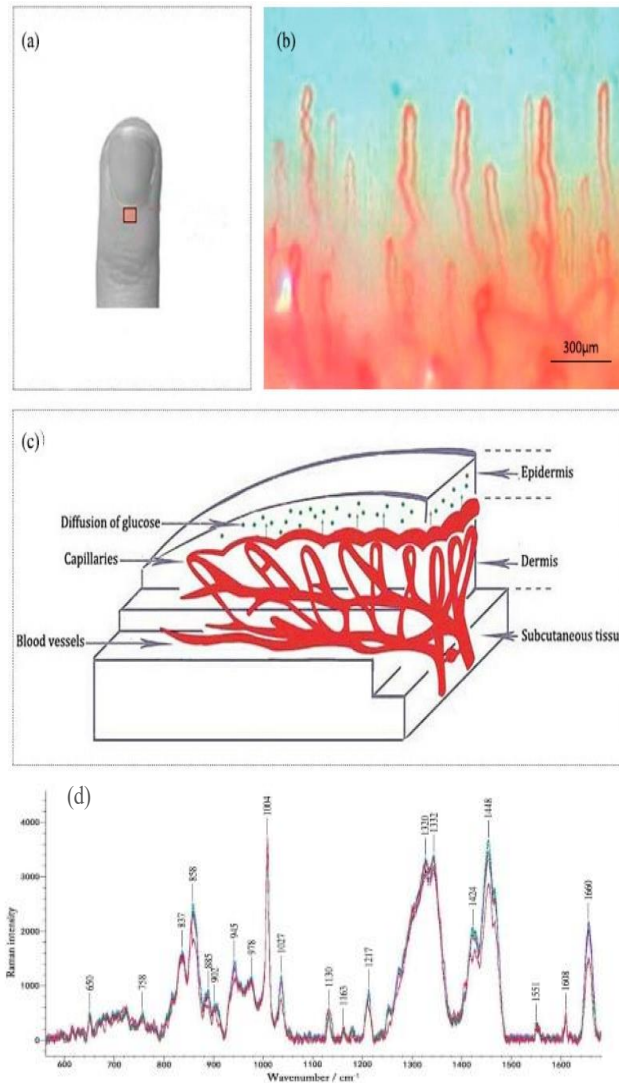 (a)
(b)
300μm
(c)
Epidermis
Diffusion of glucose
Capillaries
Dermis
Blood vessels
Subcutaneous tissue
(d)
1004
1320
1332
1448
4000
858
3000
837
1424
1660
945
978
2000
885
902
1027
1217
650
758
1130
1163
1551
1608
1000
0
Raman intensity
600
700
800
900
1000
1100
1200
1300
1400
1500
1600
Wavenumber / cm⁻¹